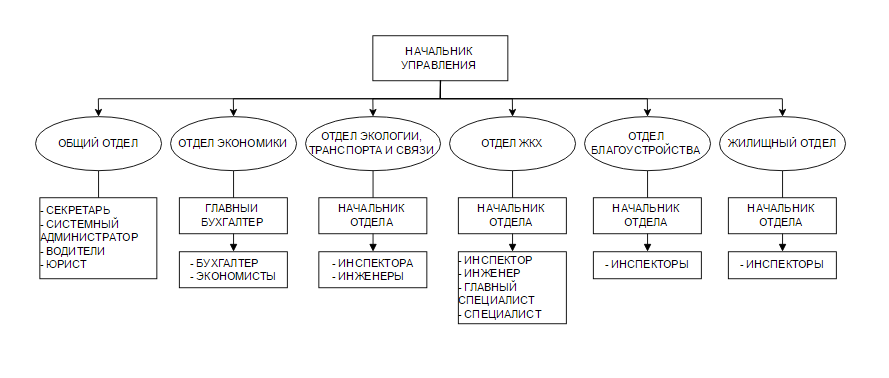 НАЧАЛЬНИК
УПРАВЛЕНИЯ
ОБЩИЙ ОТДЕЛ
ОТДЕЛ ЭКОНОМИКИ
ОТДЕЛ ЭКОЛОГИИ,
ТРАНСПОРТА И СВЯЗИ
ОТДЕЛ ЖКХ
ОТДЕЛ
БЛАГОУСТРОЙСТВА
ЖИЛИЩНЫЙ ОТДЕЛ
- СЕКРЕТАРЬ
- СИСТЕМНЫЙ
АДМИНИСТРАТОР
- ВОДИТЕЛИ
- ЮРИСТ
ГЛАВНЫЙ
БУХГАЛТЕР
- БУХГАЛТЕР
- ЭКОНОМИСТЫ
НАЧАЛЬНИК
ОТДЕЛА
- ИНСПЕКТОРА
- ИНЖЕНЕРЫ
НАЧАЛЬНИК
ОТДЕЛА
- ИНСПЕКТОР
- ИНЖЕНЕР
- ГЛАВНЫЙ
СПЕЦИАЛИСТ
- СПЕЦИАЛИСТ
НАЧАЛЬНИК
ОТДЕЛА
- ИНСПЕКТОРЫ
НАЧАЛЬНИК
ОТДЕЛА
- ИНСПЕКТОРЫ